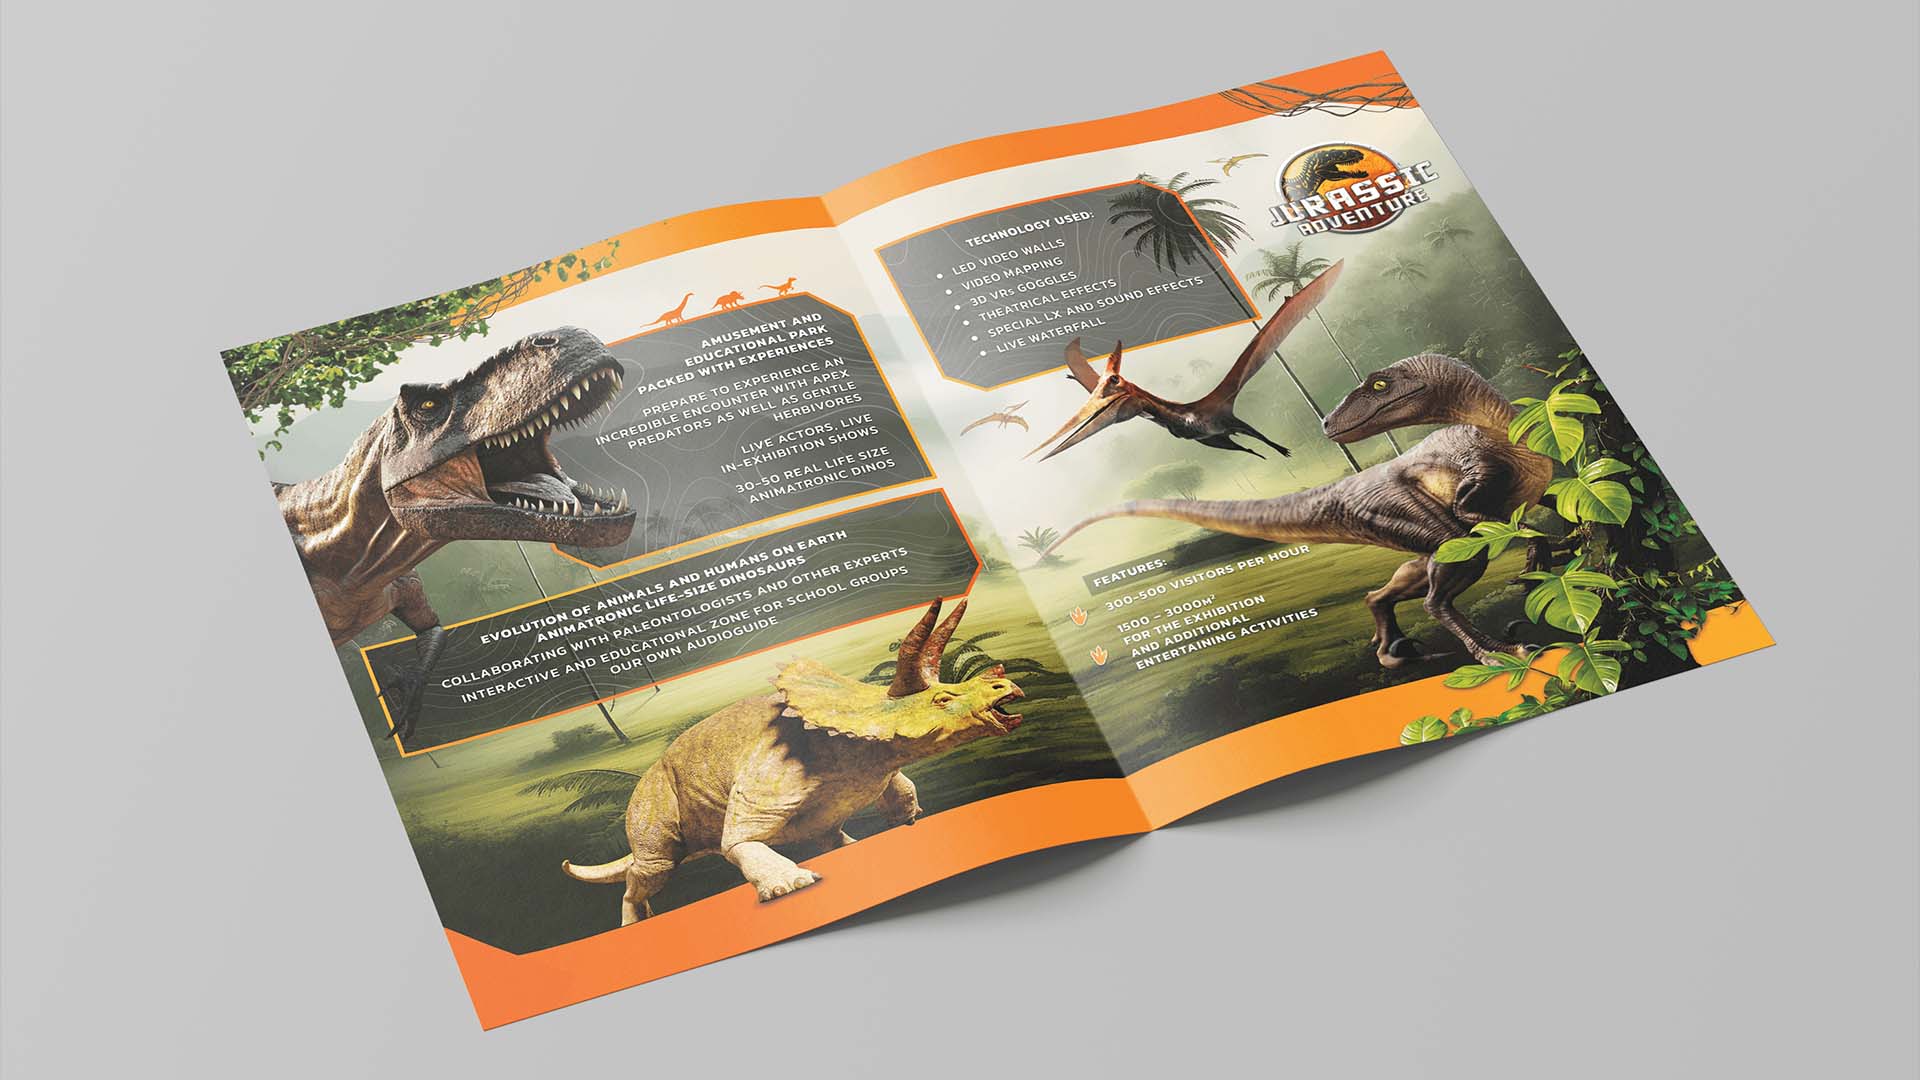 AMUSEMENT AND
EDUCATIONAL PARK
PACKED WITH EXPERIENCES
PREPARE TO EXPERIENCE AN
INCREDIBLE ENCOUNTER WITH APEX
PREDATORS AS WELL AS GENTLE
HERBIVORES
LIVE ACTORS, LIVE
IN-EXHIBITION SHOWS
30-50 REAL LIFE SIZE
ANIMATRONIC DINOS
EVOLUTION OF ANIMALS AND HUMANS ON EARTH
ANIMATRONIC LIFE-SIZE DINOSAURS
COLLABORATING WITH PALEONTOLOGISTS AND OTHER EXPERTS
INTERACTIVE AND EDUCATIONAL ZONE FOR SCHOOL GROUPS
OUR OWN AUDIOGUIDE
JURASSIC
ADVENTURE
TECHNOLOGY USED:
• LED VIDEO WALLS
• VIDEO MAPPING
• 3D VRs GOGGLES
• THEATRICAL EFFECTS
• SPECIAL LX AND SOUND EFFECTS
• LIVE WATERFALL
FEATURES:
300-500 VISITORS PER HOUR
1500 – 3000м²
FOR THE EXHIBITION
AND ADDITIONAL
ENTERTAINING ACTIVITIES